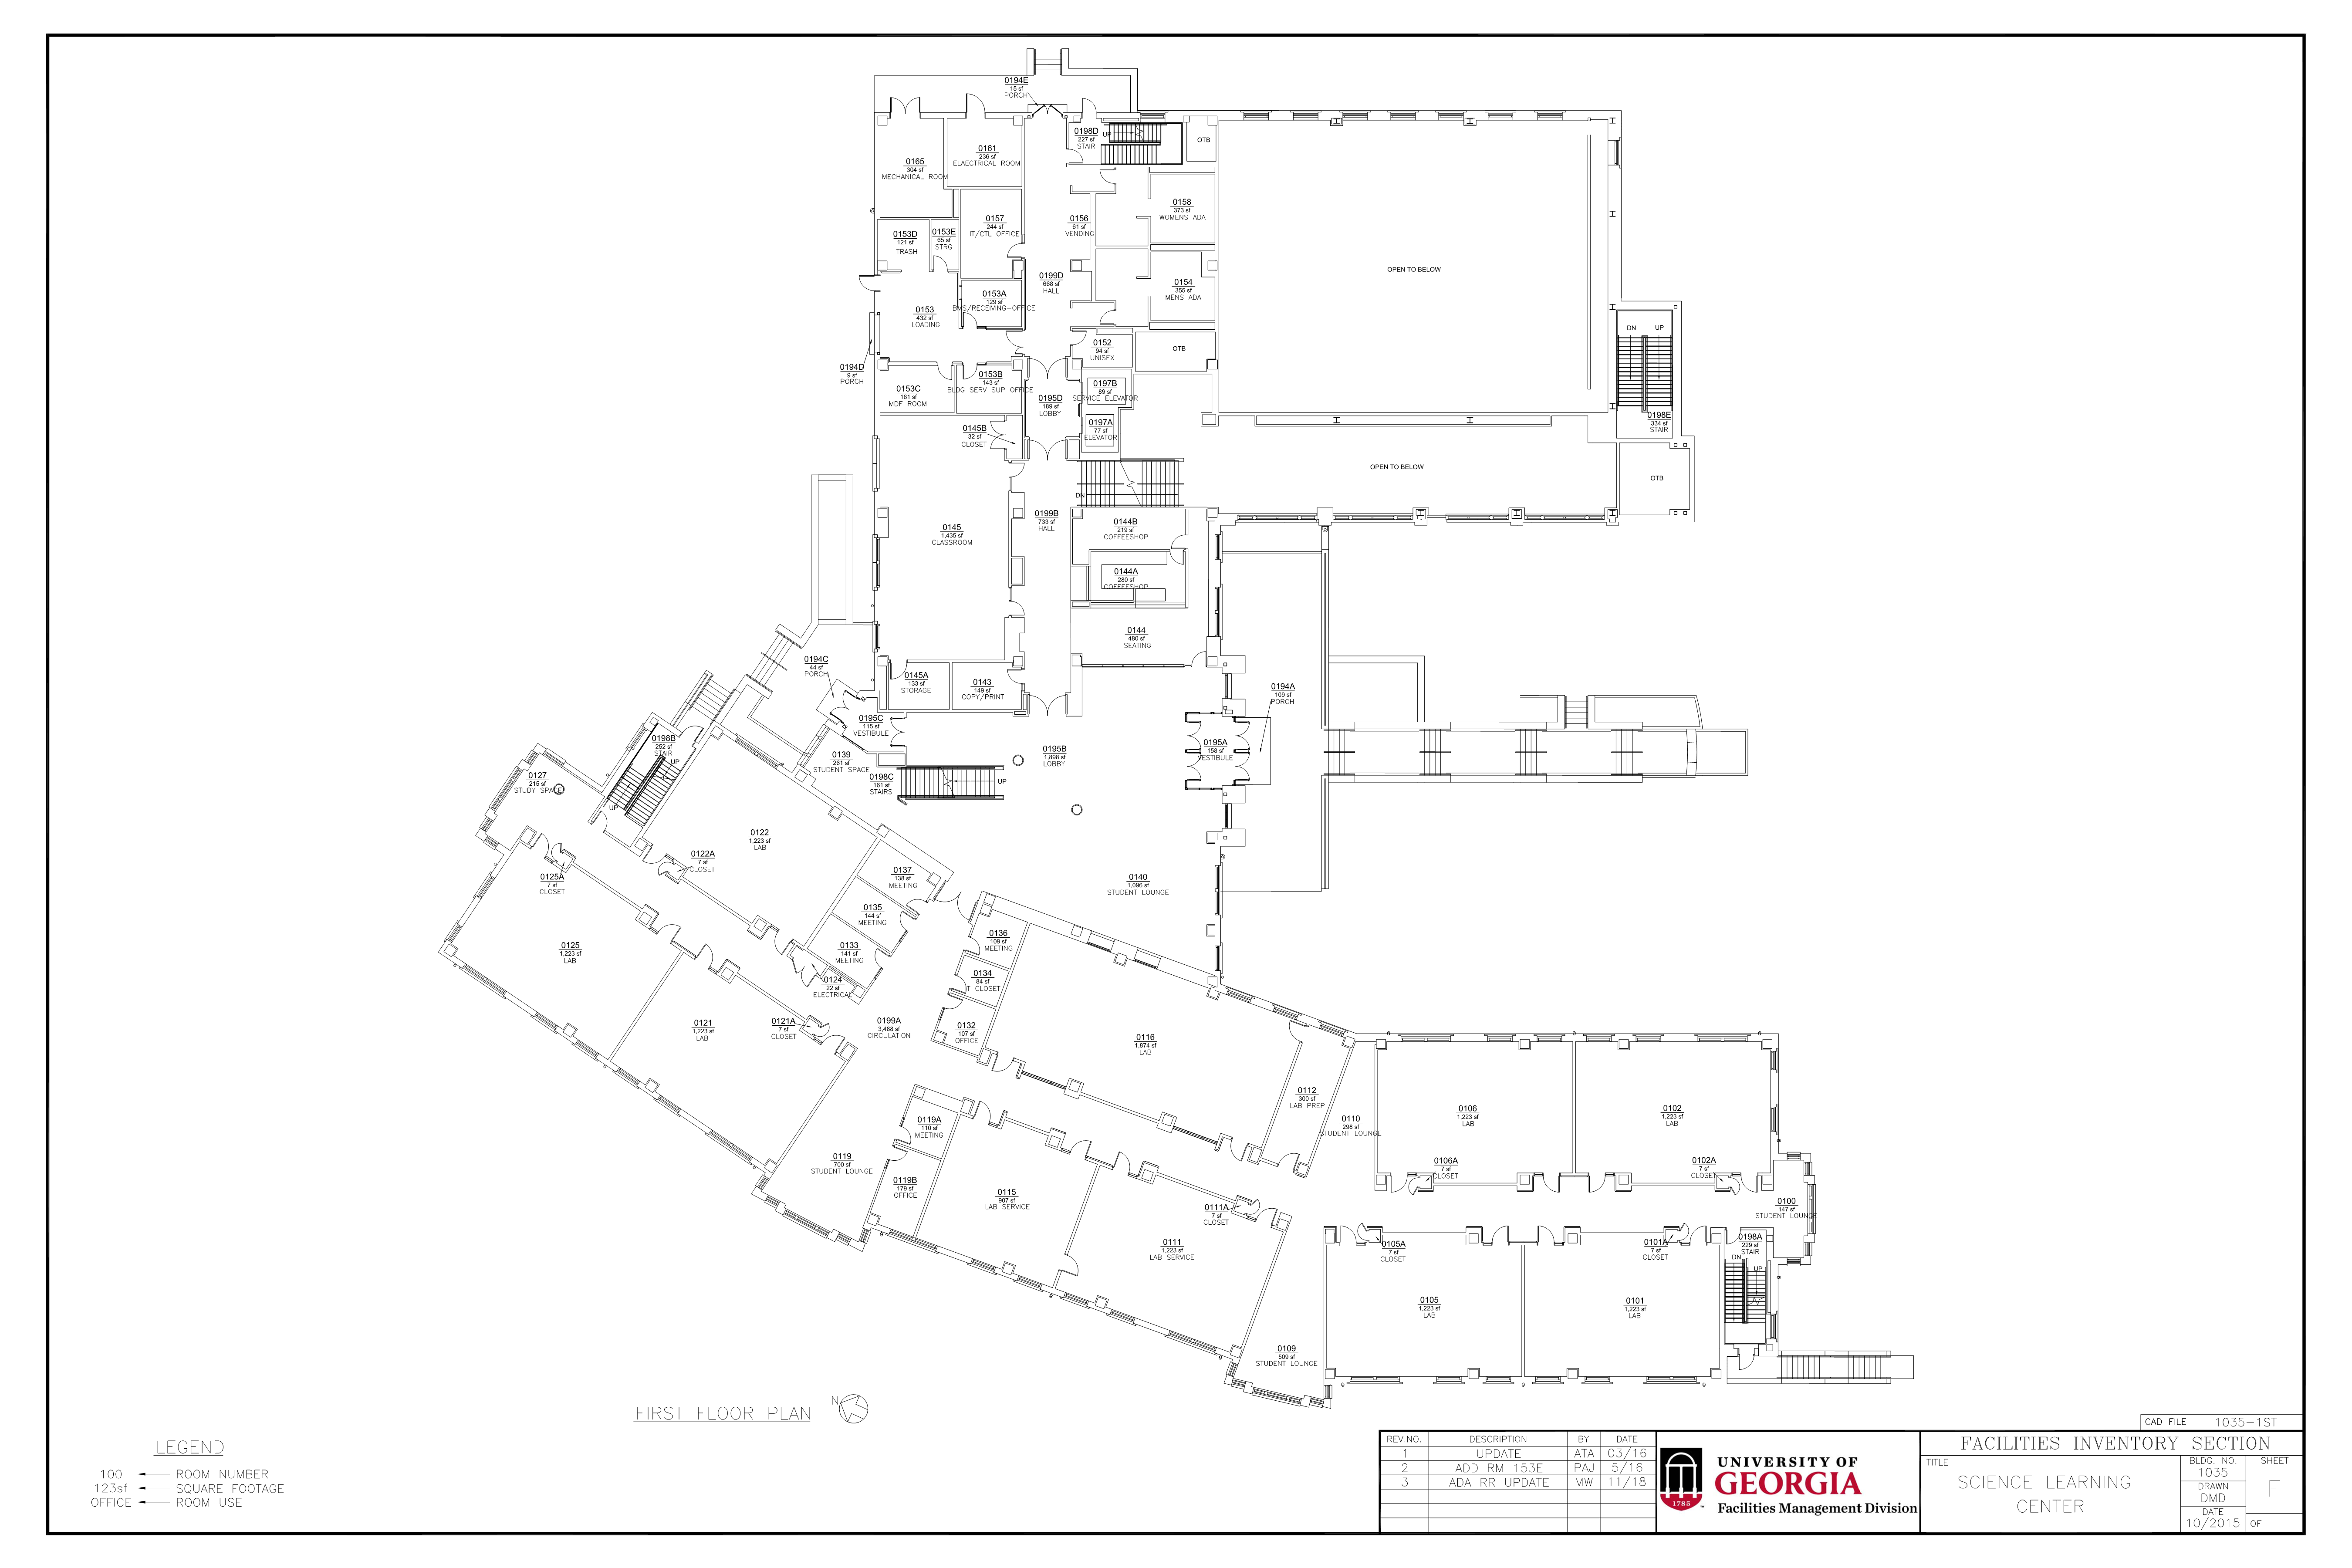 0194E
15 sf
PORCH
0198D
227 sf
STAIR
UP
OTB
0161
236 sf
ELAECTRICAL ROOM
0165
304 sf
MECHANICAL ROOM
0158
373 sf
WOMENS ADA
0157
244 sf
IT/CTL OFFICE
0156
61 sf
VENDING
0153D
121 sf
TRASH
0153E
65 sf
STRG
OPEN TO BELOW
0199D
668 sf
HALL
0154
355 sf
MENS ADA
0153A
129 sf
BMS/RECEIVING-OFFICE
0153
432 sf
LOADING
DN
UP
0152
94 sf
UNISEX
OTB
0194D
9 sf
PORCH
0153C
161 sf
MDF ROOM
0153B
143 sf
BLDG SERV SUP OFFICE
0195D
189 sf
LOBBY
0197B
89 sf
SERVICE ELEVATOR
0197A
77 sf
ELEVATOR
0198E
334 sf
STAIR
0145B
32 sf
CLOSET
OPEN TO BELOW
OTB
DN
0199B
733 sf
HALL
0144B
219 sf
COFFEESHOP
0145
1,435 sf
CLASSROOM
0144A
280 sf
COFFEESHOP
0144
480 sf
SEATING
0194C
44 sf
PORCH
0145A
133 sf
STORAGE
0143
149 sf
COPY/PRINT
0194A
109 sf
PORCH
0195C
115 sf
VESTIBULE
0198B
252 sf
STAIR
UP
UP
0139
261 sf
STUDENT SPACE
0195B
1,898 sf
LOBBY
0195A
158 sf
VESTIBULE
0127
215 sf
STUDY SPACE
0198C
161 sf
STAIRS
UP
0122
1,223 sf
LAB
0122A
7 sf
CLOSET
0125A
7 sf
CLOSET
0137
138 sf
MEETING
0140
1,096 sf
STUDENT LOUNGE
0135
144 sf
MEETING
0136
109 sf
MEETING
0125
1,223 sf
LAB
0133
141 sf
MEETING
0124
22 sf
ELECTRICAL
0134
84 sf
IT CLOSET
0121
1,223 sf
LAB
0121A
7 sf
CLOSET
0199A
3,488 sf
CIRCULATION
0132
107 sf
OFFICE
0116
1,874 sf
LAB
0112
300 sf
LAB PREP
0110
298 sf
STUDENT LOUNGE
0106
1,223 sf
LAB
0102
1,223 sf
LAB
0119A
110 sf
MEETING
0119
700 sf
STUDENT LOUNGE
0106A
7 sf
CLOSET
0102A
7 sf
CLOSET
0119B
179 sf
OFFICE
0115
907 sf
LAB SERVICE
0111A
7 sf
CLOSET
0100
147 sf
STUDENT LOUNGE
0111
1,223 sf
LAB SERVICE
0105A
7 sf
CLOSET
0101A
7 sf
CLOSET
0198A
229 sf
STAIR
DN
UP
0105
1,223 sf
LAB
0101
1,223 sf
LAB
0109
509 sf
STUDENT LOUNGE
FIRST FLOOR PLAN
N
LEGEND
100 ROOM NUMBER
123sf SQUARE FOOTAGE
OFFICE ROOM USE
CAD FILE 1035-1ST
REV.NO. DESCRIPTION BY DATE
1 UPDATE ATA 03/16
2 ADD RM 153E PAJ 5/16
3 ADA RR UPDATE MW 11/18
1785
UNIVERSITY OF
GEORGIA
Facilities Management Division
FACILITIES INVENTORY SECTION
TITLE
SCIENCE LEARNING
CENTER
BLDG. NO.
1035
DRAWN
DMD
DATE
10/2015
SHEET
F
OF